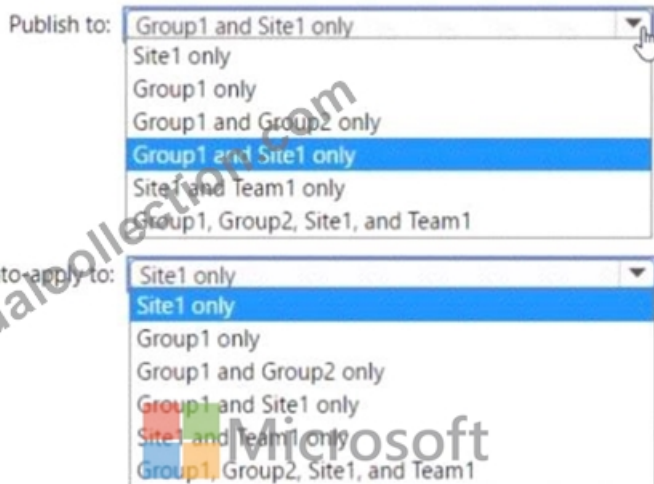 Publish to: Group1 and Site1 only
Site1 only
Group1 only
Group1 and Group2 only
Group1 and Site1 only
Site1 and Team1 only
Group1, Group2, Site1, and Team1
to-apply to: Site1 only
Site1 only
Group1 only
Group1 and Group2 only
Group1 and Site1 only
Site1 and Team1 only
Group1, Group2, Site1, and Team1
Microsoft
alcollection.com